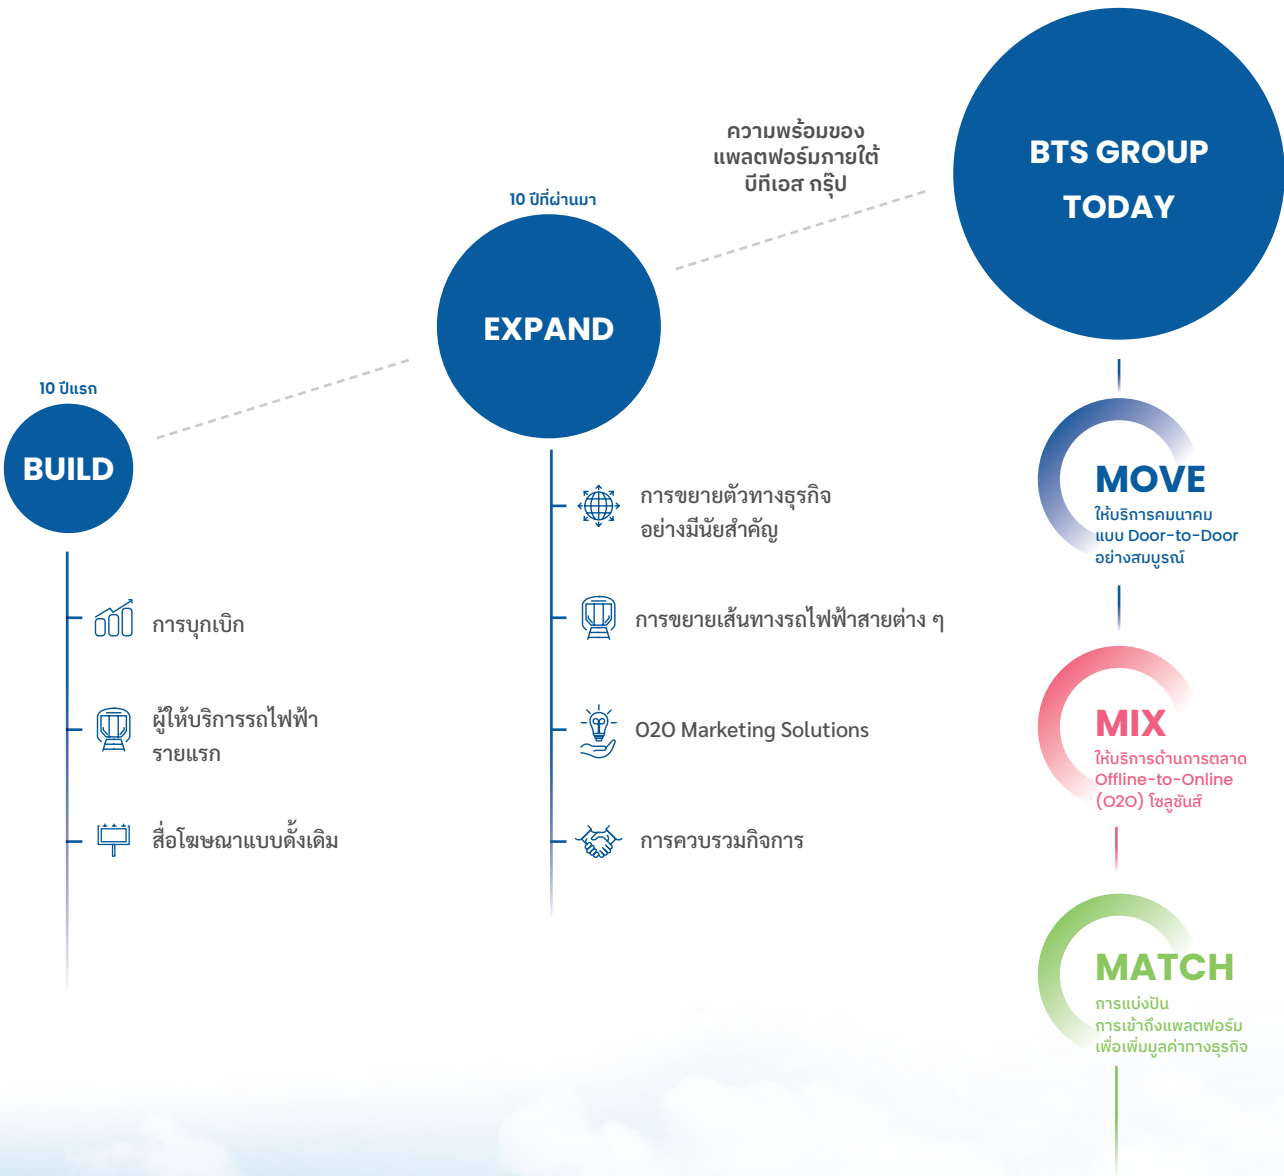 10 ปีแรก
BUILD
การบุกเบิก
ผู้ให้บริการรถไฟฟ้า
รายแรก
สื่อโฆษณาแบบดั้งเดิม
10 ปีที่ผ่านมา
EXPAND
การขยายตัวทางธุรกิจ
อย่างมีนัยสำคัญ
การขยายเส้นทางรถไฟฟ้าสายต่าง ๆ
O2O Marketing Solutions
การควบรวมกิจการ
ความพร้อมของ
แพลตฟอร์มภายใต้
บีทีเอส กรุ๊ป
BTS GROUP
TODAY
MOVE
ให้บริการคมนาคม
แบบ Door-to-Door
อย่างสมบูรณ์
MIX
ให้บริการด้านการตลาด
Offline-to-Online
(O2O) โซลูชันส์
MATCH
การแบ่งปัน
การเข้าถึงแพลตฟอร์ม
เพื่อเพิ่มมูลค่าทางธุรกิจ